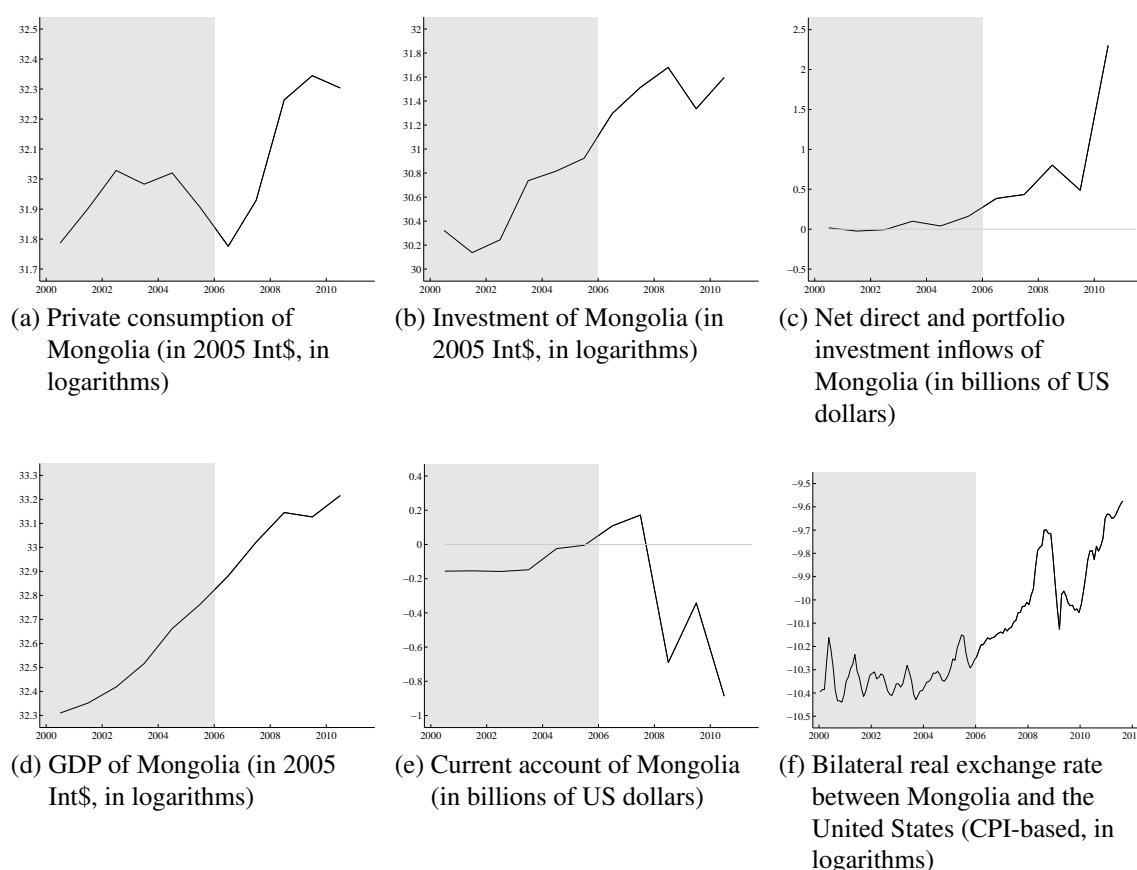 32.5
32.4
32.3
32.2
32.1
32
31.9
31.8
31.7
2000 2002 2004 2006 2008 2010
(a) Private consumption of
Mongolia (in 2005 Int$, in
logarithms)
32
31.8
31.6
31.4
31.2
31
30.8
30.6
30.4
30.2
30
2000 2002 2004 2006 2008 2010
(b) Investment of Mongolia (in
2005 Int$, in logarithms)
2.5
2
1.5
1
0.5
0
−0.5
2000 2002 2004 2006 2008 2010
(c) Net direct and portfolio
investment inflows of
Mongolia (in billions of US
dollars)
33.3
33.2
33.1
33
32.9
32.8
32.7
32.6
32.5
32.4
32.3
2000 2002 2004 2006 2008 2010
(d) GDP of Mongolia (in 2005
Int$, in logarithms)
0.4
0.2
0
−0.2
−0.4
−0.6
−0.8
−1
2000 2002 2004 2006 2008 2010
(e) Current account of Mongolia
(in billions of US dollars)
−9.5
−9.6
−9.7
−9.8
−9.9
−10
−10.1
−10.2
−10.3
−10.4
−10.5
2000 2002 2004 2006 2008 2010 201
(f) Bilateral real exchange rate
between Mongolia and the
United States (CPI-based, in
logarithms)